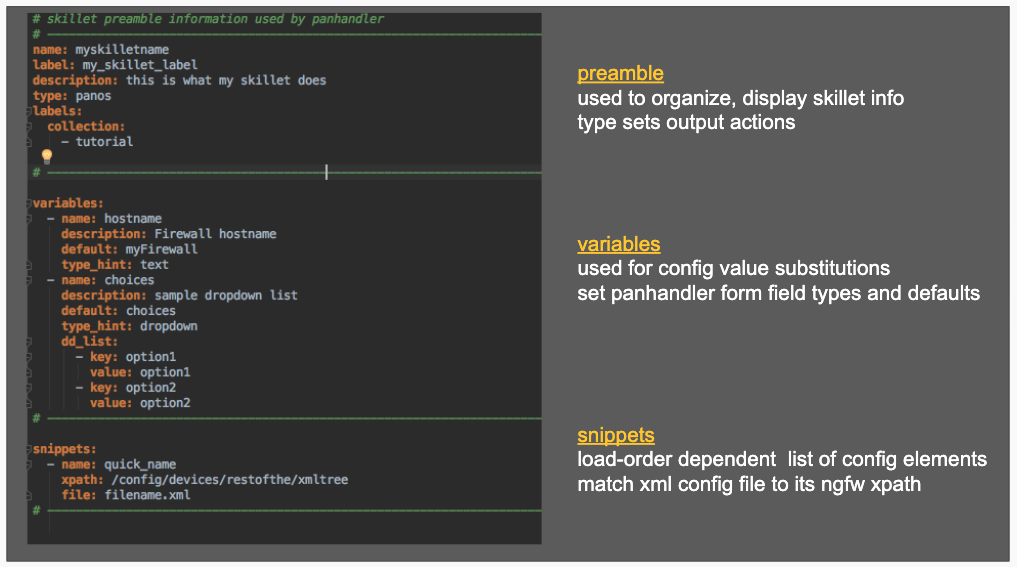 # skillet preamble information used by panhandler
# ————————————————————————————————
name: myskilletname
label: my_skillet_label
description: this is what my skillet does
type: panos
labels:
  collection:
    - tutorial
# ————————————————————————————————
variables:
  - name: hostname
    description: Firewall hostname
    default: myFirewall
    type_hint: text
  - name: choices
    description: sample dropdown list
    default: choices
    type_hint: dropdown
    dd_list:
      - key: option1
        value: option1
      - key: option2
        value: option2
# ————————————————————————————————
snippets:
  - name: quick_name
    xpath: /config/devices/restofthe/xmltree
    file: filename.xml
# ————————————————————————————————
preamble
used to organize, display skillet info
type sets output actions
variables
used for config value substitutions
set panhandler form field types and defaults
snippets
load-order dependent  list of config elements
match xml config file to its ngfw xpath